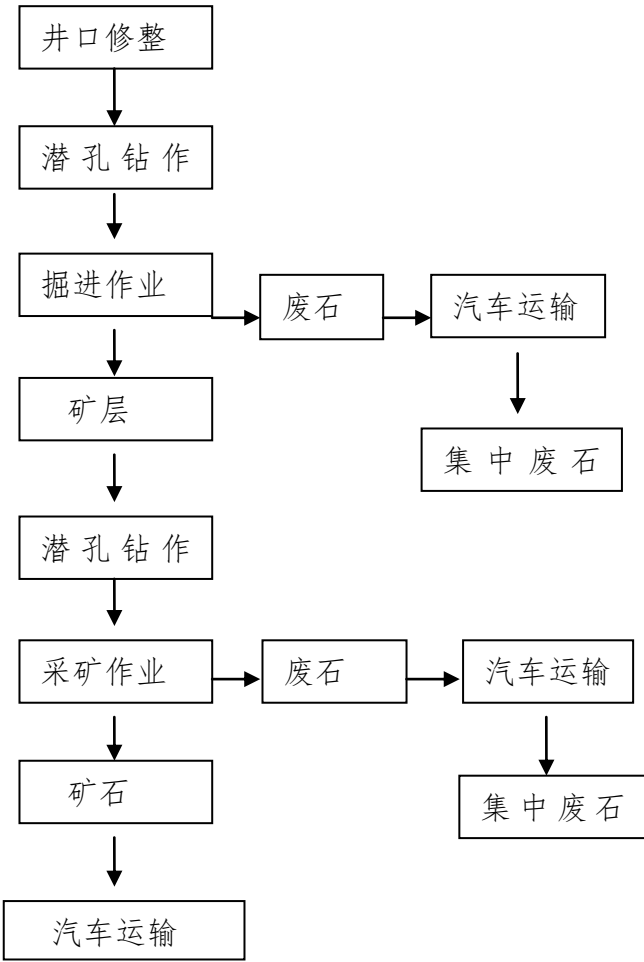 井口修整
潜孔钻作
掘进作业
废石
汽车运输
矿层
集中废石
潜孔钻作
采矿作业
废石
汽车运输
矿石
集中废石
汽车运输